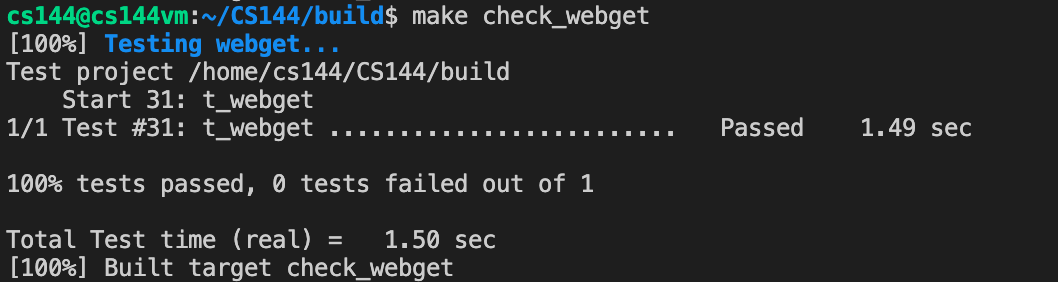 cs144@cs144vm:~/CS144/build$ make check_webget
[100%] Testing webget...
Test project /home/cs144/CS144/build
    Start 31: t_webget
1/1 Test #31: t_webget .........................   Passed    1.49 sec

100% tests passed, 0 tests failed out of 1

Total Test time (real) =   1.50 sec
[100%] Built target check_webget